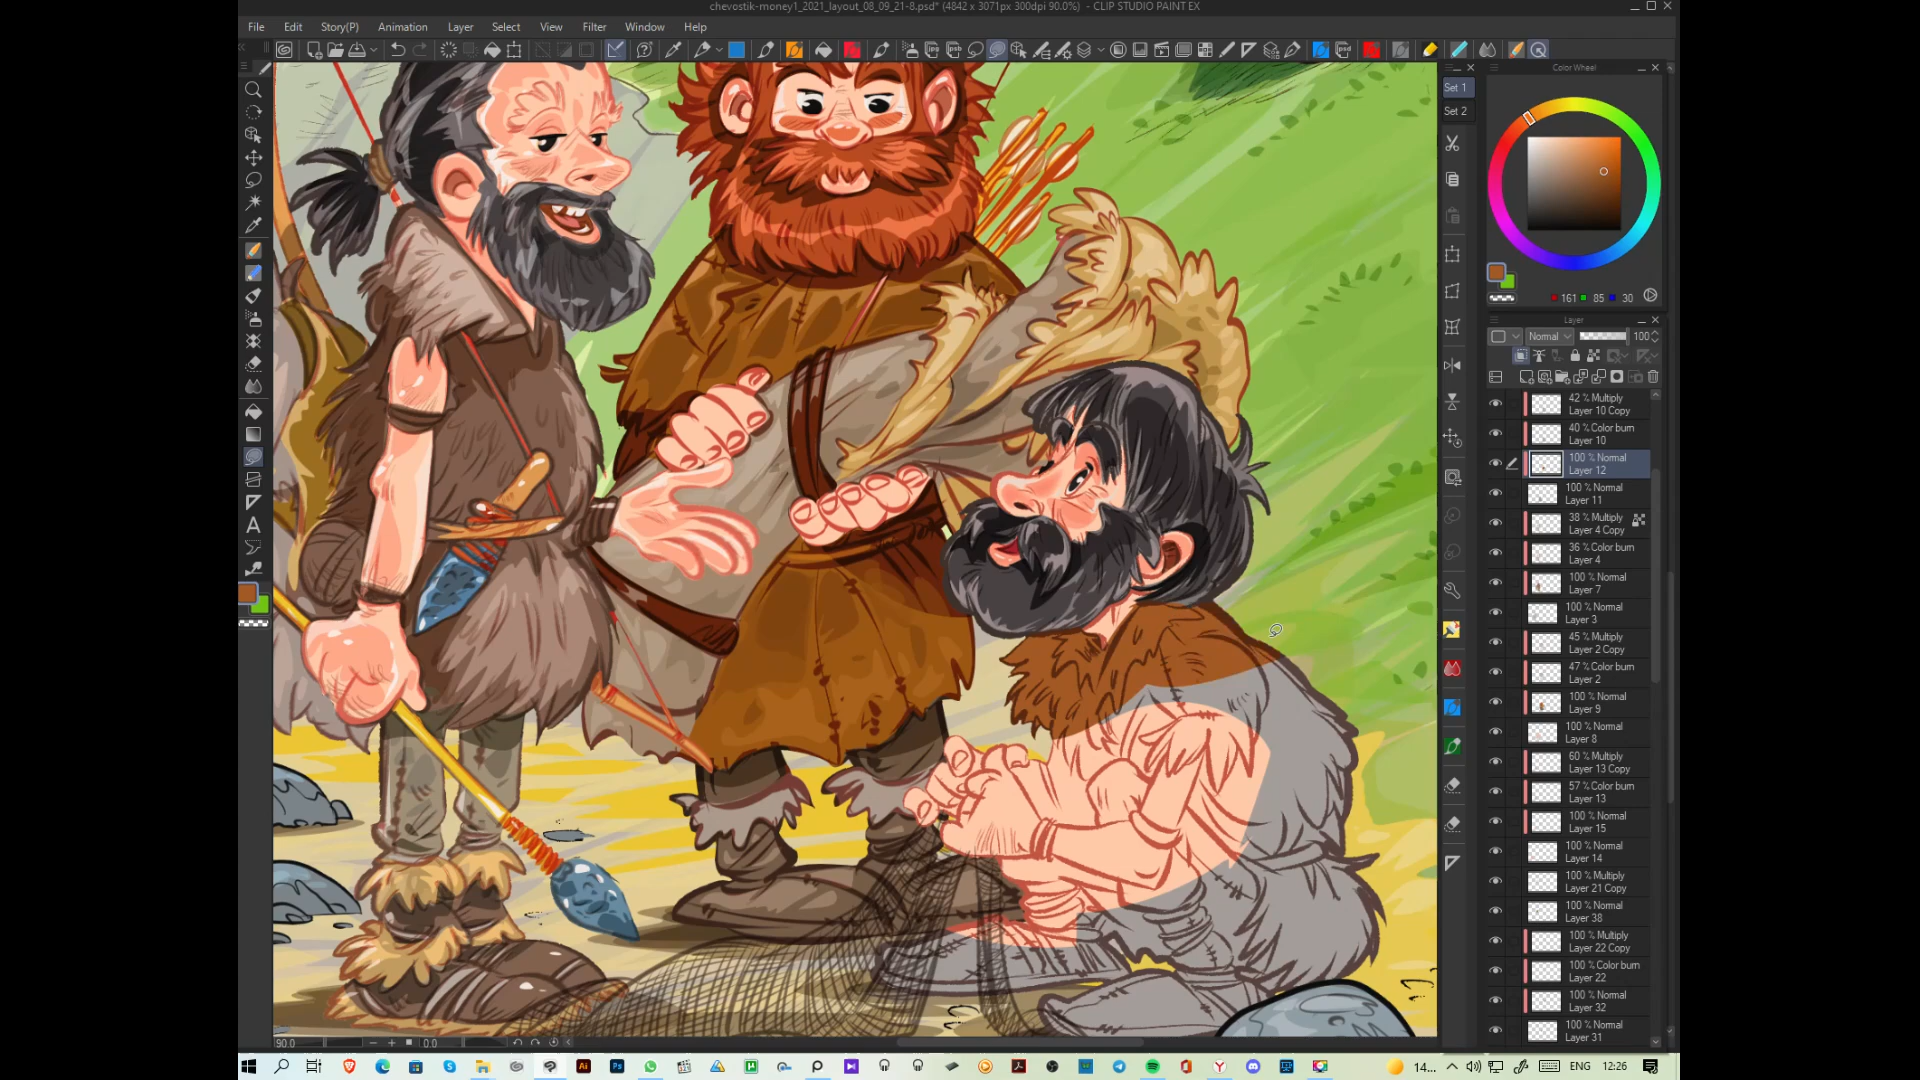 chevostik-money1_2021_layout_08_09_21-8.psd* (4842 x 3071px 300dpi 90.0%) - CLIP STUDIO PAINT EX
File Edit Story(P) Animation Layer Select View Filter Window Help
Set 1
Set 2
Color Wheel
161 85 30
Layer
Normal 100
42 % Multiply
Layer 10 Copy
40 % Color burn
Layer 10
100 % Normal
Layer 12
100 % Normal
Layer 11
38 % Multiply
Layer 4 Copy
36 % Color burn
Layer 4
100 % Normal
Layer 7
100 % Normal
Layer 3
45 % Multiply
Layer 2 Copy
47 % Color burn
Layer 2
100 % Normal
Layer 9
100 % Normal
Layer 8
60 % Multiply
Layer 13 Copy
57 % Color burn
Layer 13
100 % Normal
Layer 15
100 % Normal
Layer 14
100 % Multiply
Layer 21 Copy
100 % Normal
Layer 38
100 % Multiply
Layer 22 Copy
100 % Color burn
Layer 22
100 % Normal
Layer 32
100 % Normal
Layer 31
90.0 0.0
14... ENG 12:26